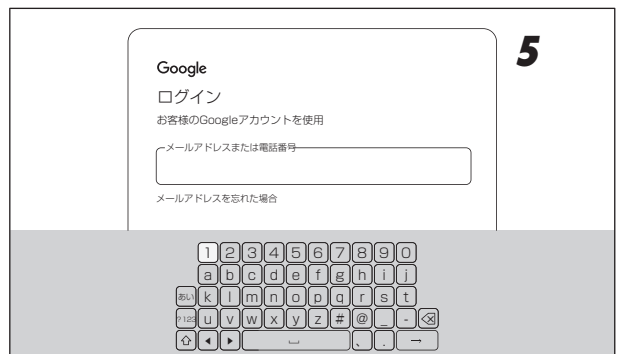 5
Google
ログイン
お客様のGoogleアカウントを使用
メールアドレスまたは電話番号
メールアドレスを忘れた場合
1 2 3 4 5 6 7 8 9 0
a b c d e f g h i j
あい k l m n o p q r s t
?123 u v w x y z # @ _ -
、 . →